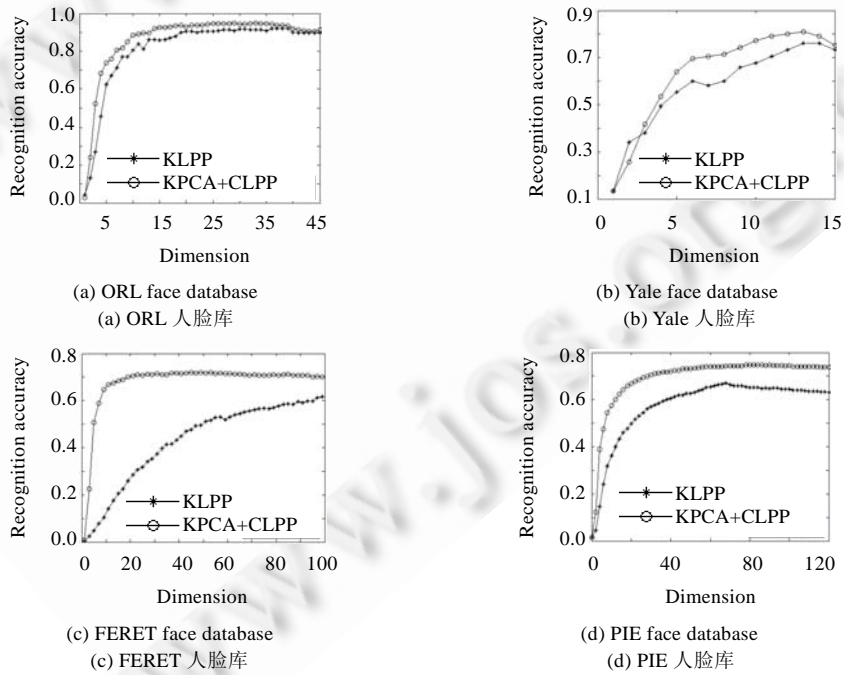 Recognition accuracy
1.0
0.8
0.6
0.4
0.2
0.0
KLPP
KPCA+CLPP
5 15 25 35 45
Dimension
(a) ORL face database
(a) ORL 人脸库
Recognition accuracy
0.9
0.7
0.5
0.3
0.1
KLPP
KPCA+CLPP
0 5 10 15
Dimension
(b) Yale face database
(b) Yale 人脸库
Recognition accuracy
0.8
0.6
0.4
0.2
0.0
KLPP
KPCA+CLPP
0 20 40 60 80 100
Dimension
(c) FERET face database
(c) FERET 人脸库
Recognition accuracy
0.8
0.6
0.4
0.2
0.0
KLPP
KPCA+CLPP
0 40 80 120
Dimension
(d) PIE face database
(d) PIE 人脸库
www.jos.org